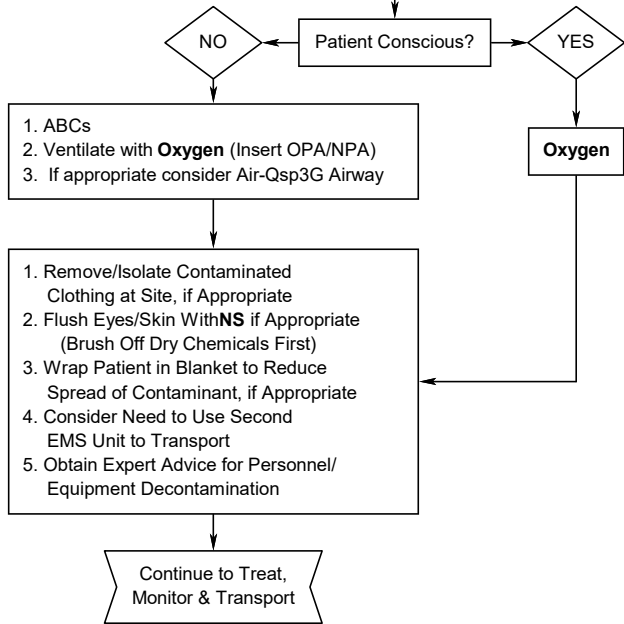 NO
Patient Conscious?
YES
1. ABCs
2. Ventilate with Oxygen (Insert OPA/NPA)
3. If appropriate consider Air-Qsp3G Airway
Oxygen
1. Remove/Isolate Contaminated
Clothing at Site, if Appropriate
2. Flush Eyes/Skin WithNS if Appropriate
(Brush Off Dry Chemicals First)
3. Wrap Patient in Blanket to Reduce
Spread of Contaminant, if Appropriate
4. Consider Need to Use Second
EMS Unit to Transport
5. Obtain Expert Advice for Personnel/
Equipment Decontamination
Continue to Treat,
Monitor & Transport